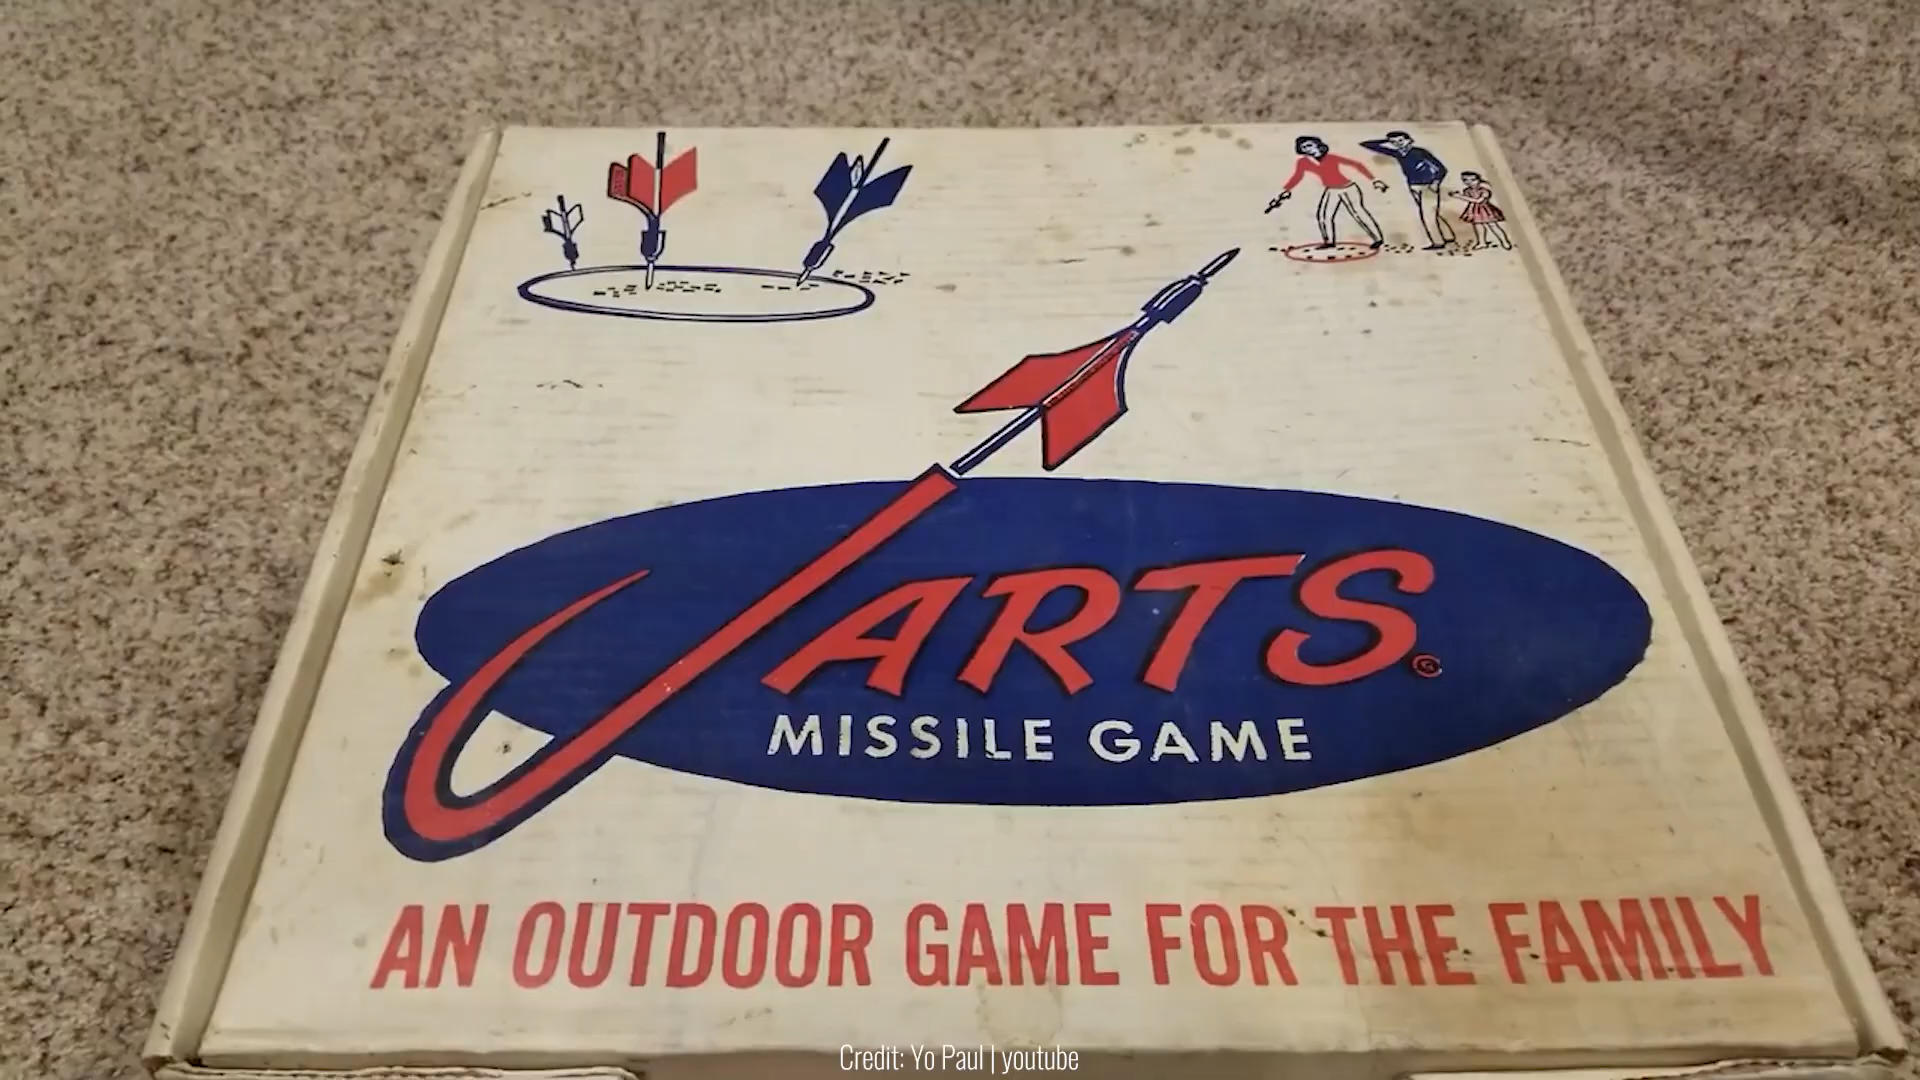 JARTS®
MISSILE GAME
AN OUTDOOR GAME FOR THE FAMILY
Credit: Yo Paul | youtube